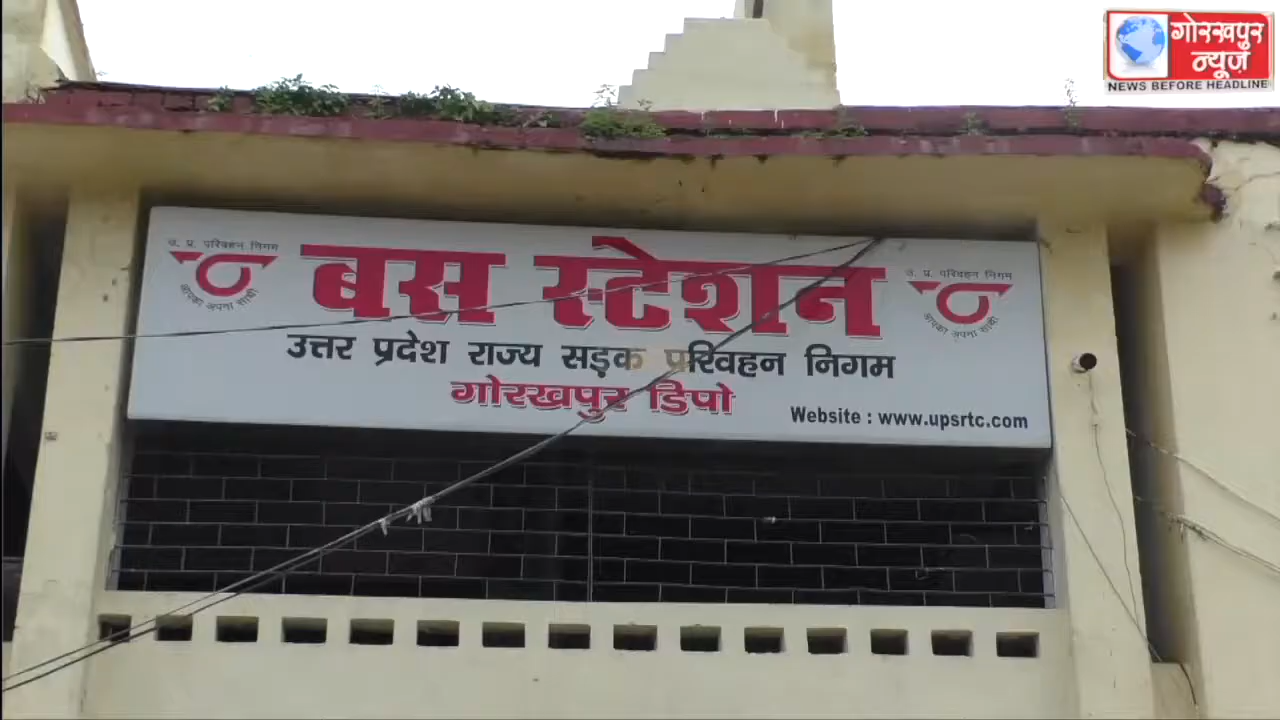 गोरखपुर
न्यूज़
NEWS BEFORE HEADLINE
उ. प्र. परिवहन निगम
आपका अपना साथी
बस स्टेशन
उ. प्र. परिवहन निगम
आपका अपना साथी
उत्तर प्रदेश राज्य सड़क परिवहन निगम
गोरखपुर डिपो
Website : www.upsrtc.com